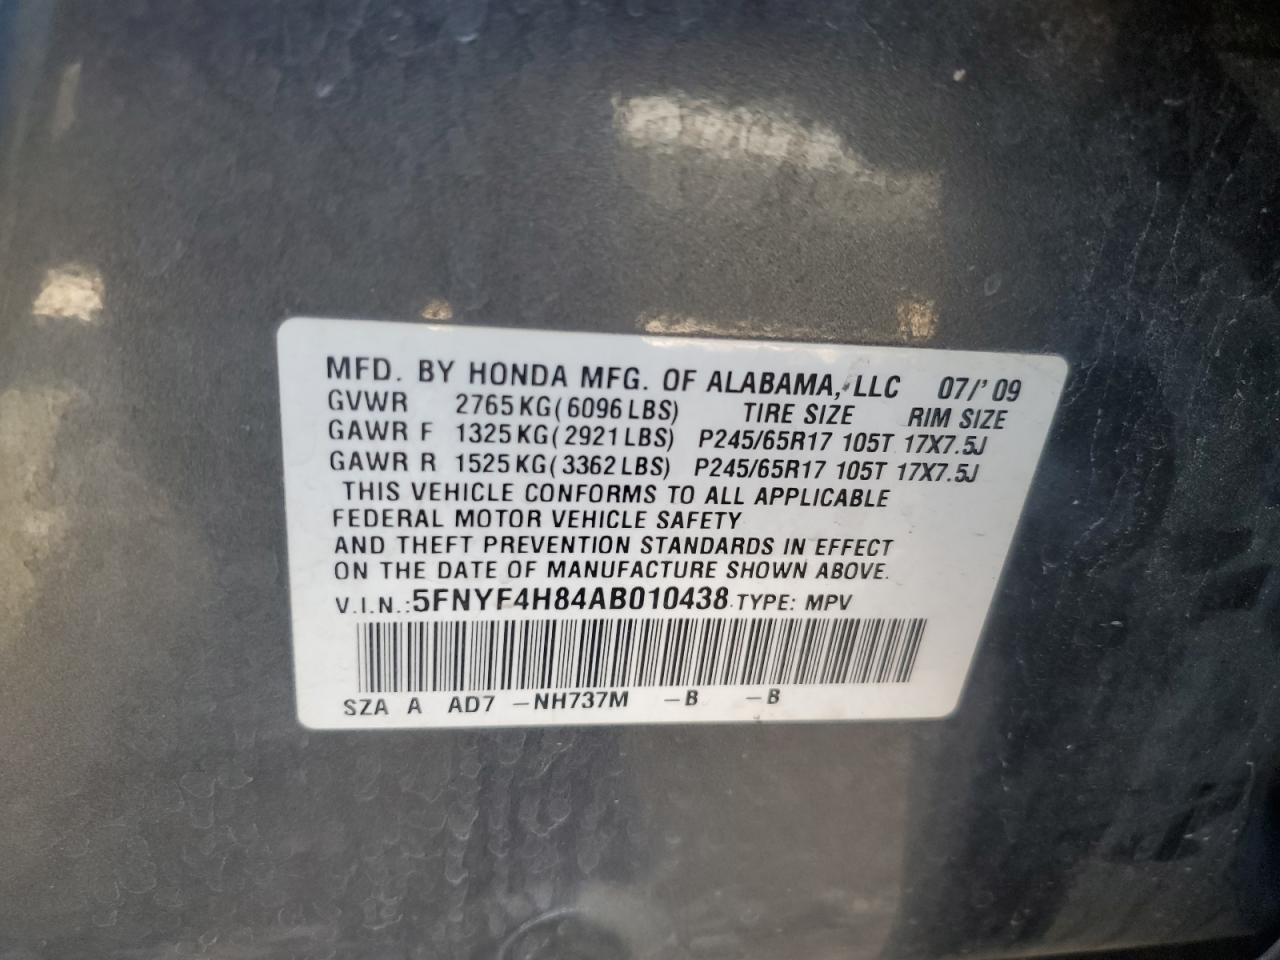 MFD. BY HONDA MFG. OF ALABAMA, LLC 07/'09
GVWR 2765KG(6096LBS) TIRE SIZE RIM SIZE
GAWR F 1325KG(2921LBS) P245/65R17 105T 17X7.5J
GAWR R 1525KG(3362LBS) P245/65R17 105T 17X7.5J
THIS VEHICLE CONFORMS TO ALL APPLICABLE
FEDERAL MOTOR VEHICLE SAFETY
AND THEFT PREVENTION STANDARDS IN EFFECT
ON THE DATE OF MANUFACTURE SHOWN ABOVE.
V.I.N.:5FNYF4H84AB010438 TYPE: MPV
SZA A AD7 -NH737M -B -B